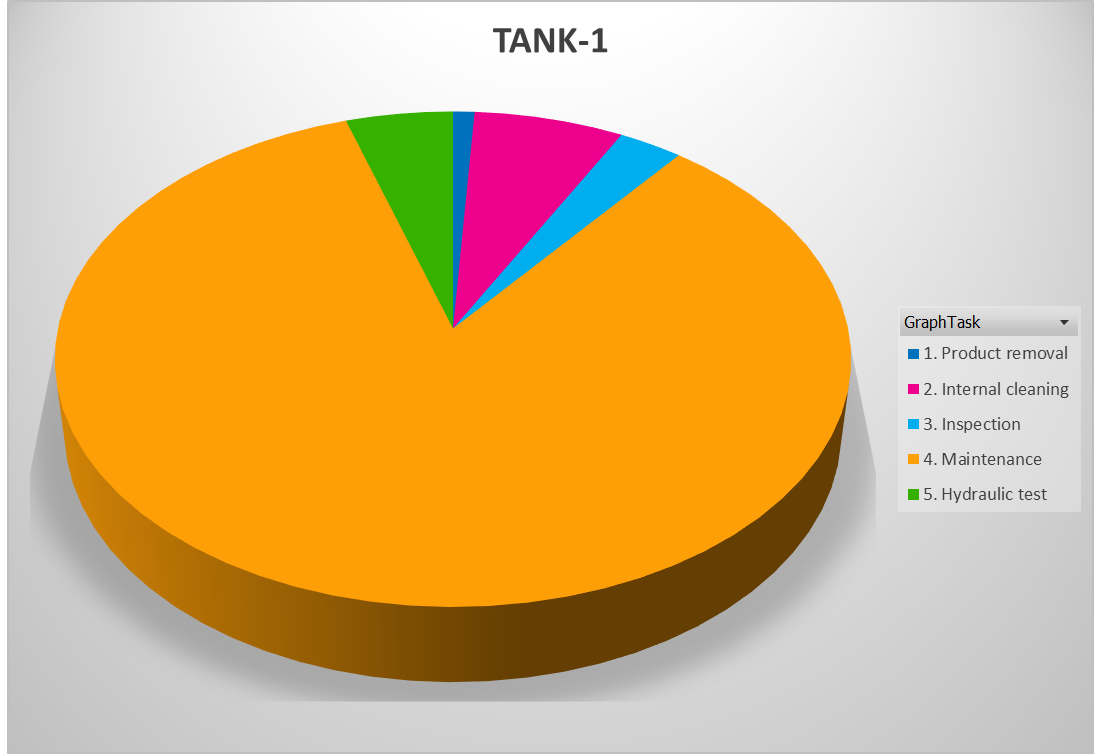 TANK-1
GraphTask
1. Product removal
2. Internal cleaning
3. Inspection
4. Maintenance
5. Hydraulic test